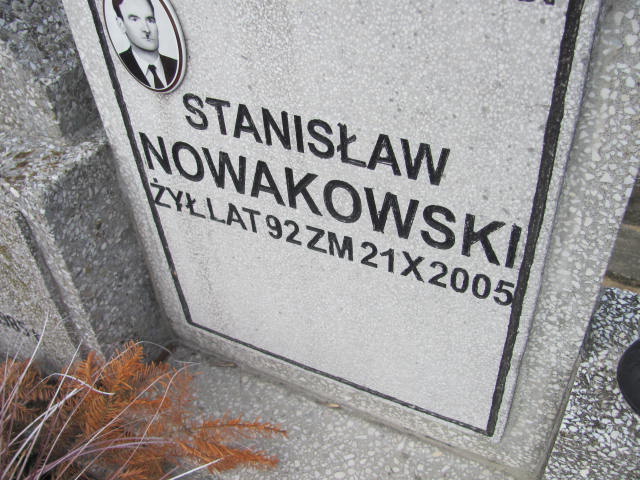 STANISŁAW
NOWAKOWSKI
ŻYŁ LAT 92 ZM 21 X 2005